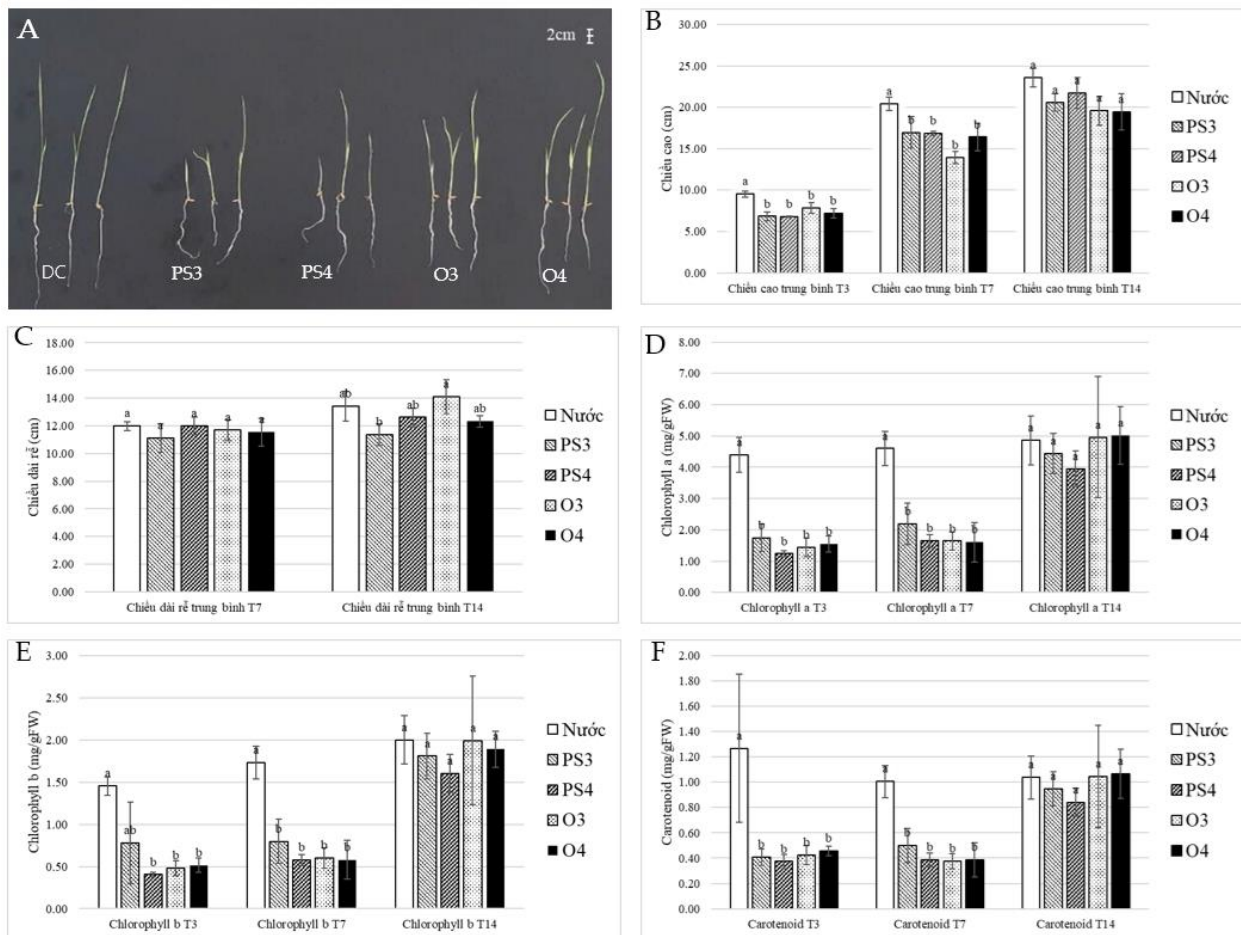 A
2cm
DC
PS3
PS4
O3
O4
B
30.00
25.00
20.00
15.00
10.00
5.00
0.00
Chiều cao (cm)
a
b
b
b
b
a
b
b
b
b
a
a
a
a
a
Chiều cao trung bình T3
Chiều cao trung bình T7
Chiều cao trung bình T14
Nước
PS3
PS4
O3
O4
C
18.00
16.00
14.00
12.00
10.00
8.00
6.00
4.00
2.00
0.00
Chiều dài rễ (cm)
a
a
a
a
a
ab
b
ab
a
ab
Chiều dài rễ trung bình T7
Chiều dài rễ trung bình T14
Nước
PS3
PS4
O3
O4
D
8.00
7.00
6.00
5.00
4.00
3.00
2.00
1.00
0.00
Chlorophyll a (mg/gFW)
a
b
b
b
b
a
b
b
b
b
a
a
a
a
a
Chlorophyll a T3
Chlorophyll a T7
Chlorophyll a T14
Nước
PS3
PS4
O3
O4
E
3.00
2.50
2.00
1.50
1.00
0.50
0.00
Chlorophyll b (mg/gFW)
a
ab
b
b
b
a
b
b
b
b
a
a
a
a
a
Chlorophyll b T3
Chlorophyll b T7
Chlorophyll b T14
Nước
PS3
PS4
O3
O4
F
2.00
1.80
1.60
1.40
1.20
1.00
0.80
0.60
0.40
0.20
0.00
Carotenoid (mg/gFW)
a
b
b
b
b
a
b
b
b
b
a
a
a
a
a
Carotenoid T3
Carotenoid T7
Carotenoid T14
Nước
PS3
PS4
O3
O4